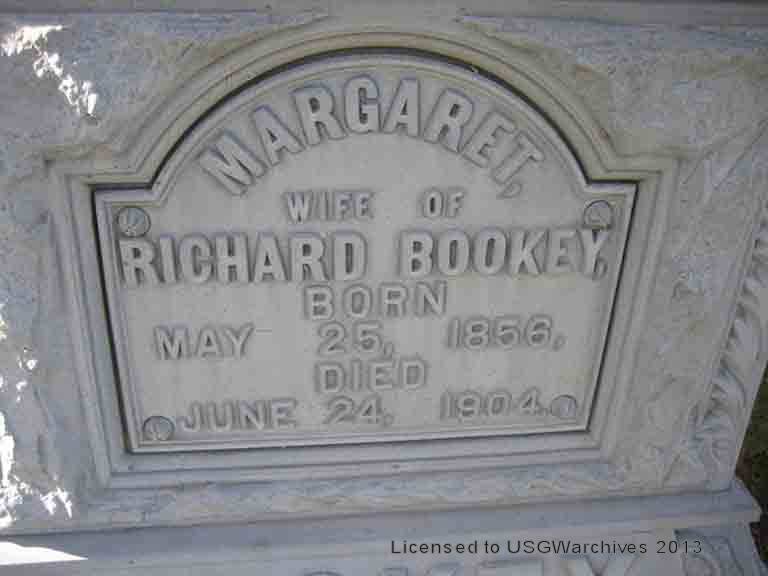 MARGARET,
WIFE OF
RICHARD BOOKEY,
BORN
MAY 25, 1856,
DIED
JUNE 24, 1904.
Licensed to USGWarchives 2013